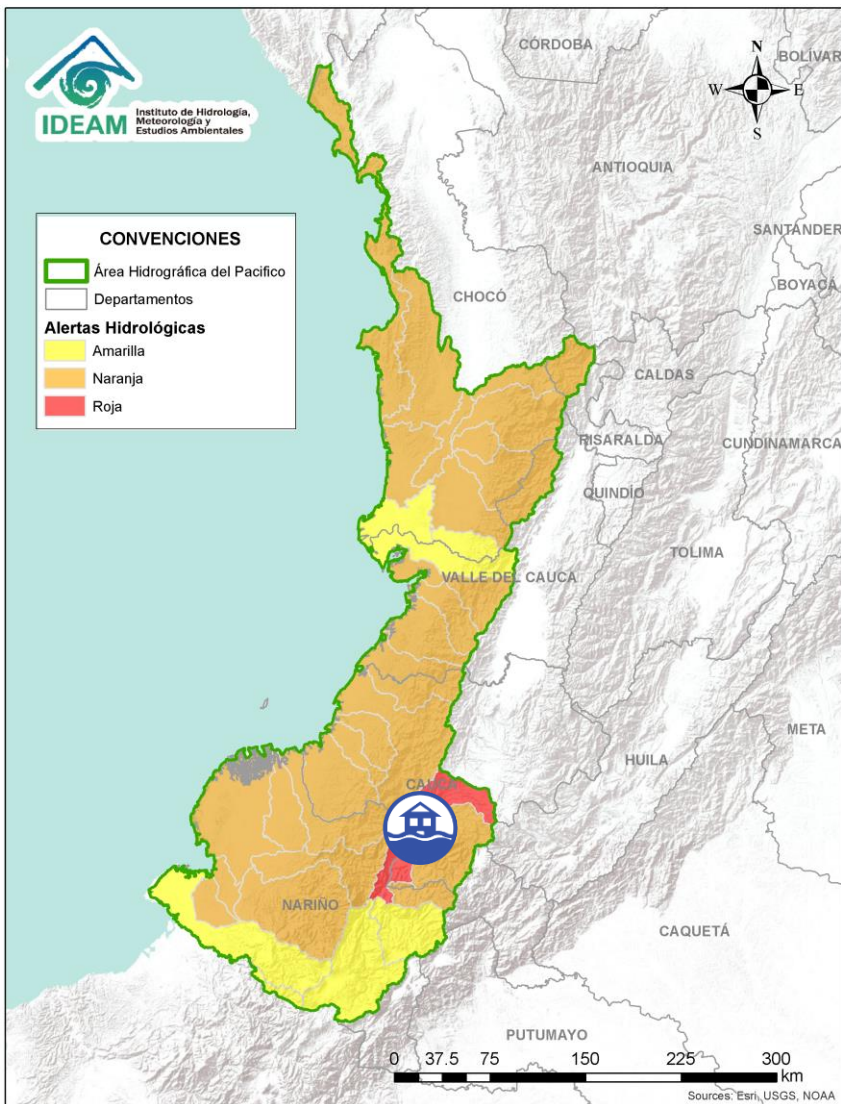 IDEAM
Instituto de Hidrología,
Meteorología y
Estudios Ambientales
CÓRDOBA
BOLÍVAR
N
W
E
S
ANTIOQUIA
SANTANDER
BOYACÁ
CONVENCIONES
Área Hidrográfica del Pacifico
Departamentos
Alertas Hidrológicas
Amarilla
Naranja
Roja
CHOCÓ
CALDAS
RISARALDA
CUNDINAMARCA
QUINDÍO
TOLIMA
VALLE DEL CAUCA
META
HUILA
CAUCA
NARIÑO
CAQUETÁ
PUTUMAYO
0 37.5 75 150 225 300
km
Sources: Esri, USGS, NOAA